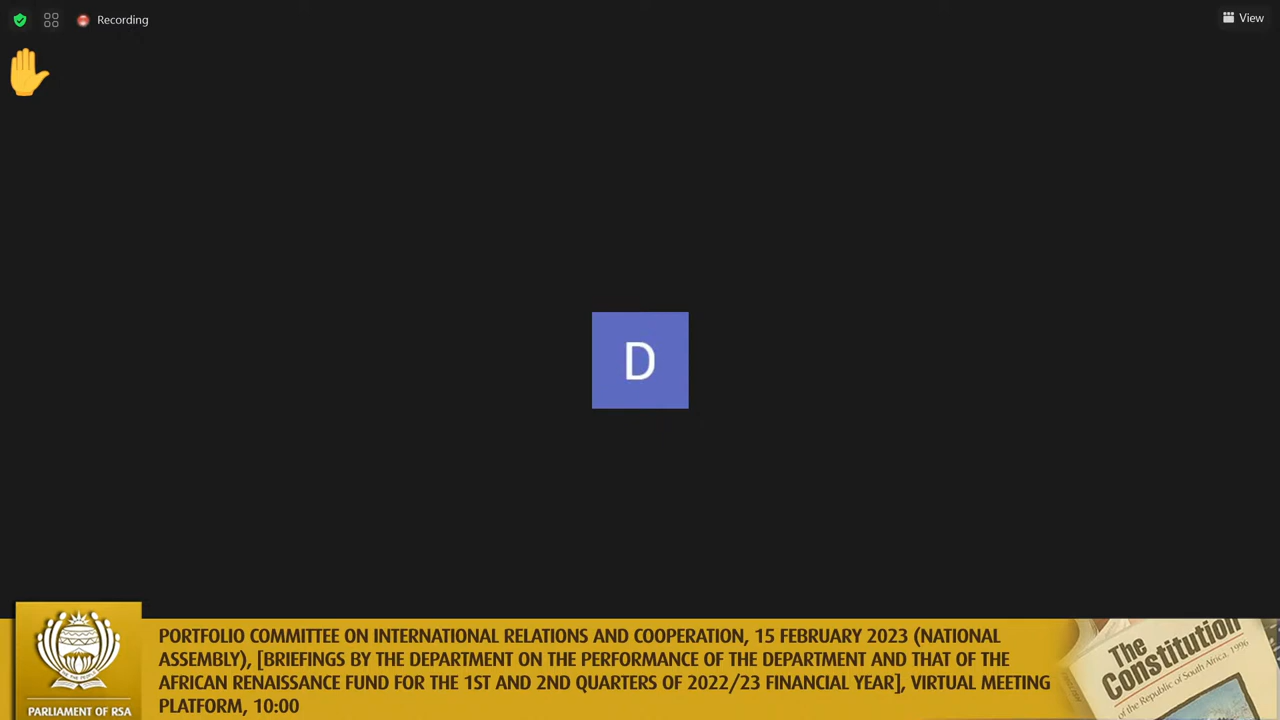 Recording
View
D
PORTFOLIO COMMITTEE ON INTERNATIONAL RELATIONS AND COOPERATION, 15 FEBRUARY 2023 (NATIONAL
ASSEMBLY), [BRIEFINGS BY THE DEPARTMENT ON THE PERFORMANCE OF THE DEPARTMENT AND THAT OF THE
AFRICAN RENAISSANCE FUND FOR THE 1ST AND 2ND QUARTERS OF 2022/23 FINANCIAL YEAR], VIRTUAL MEETING
PLATFORM, 10:00
PARLIAMENT OF RSA
The
Constitution
of the Republic of South Africa, 1996